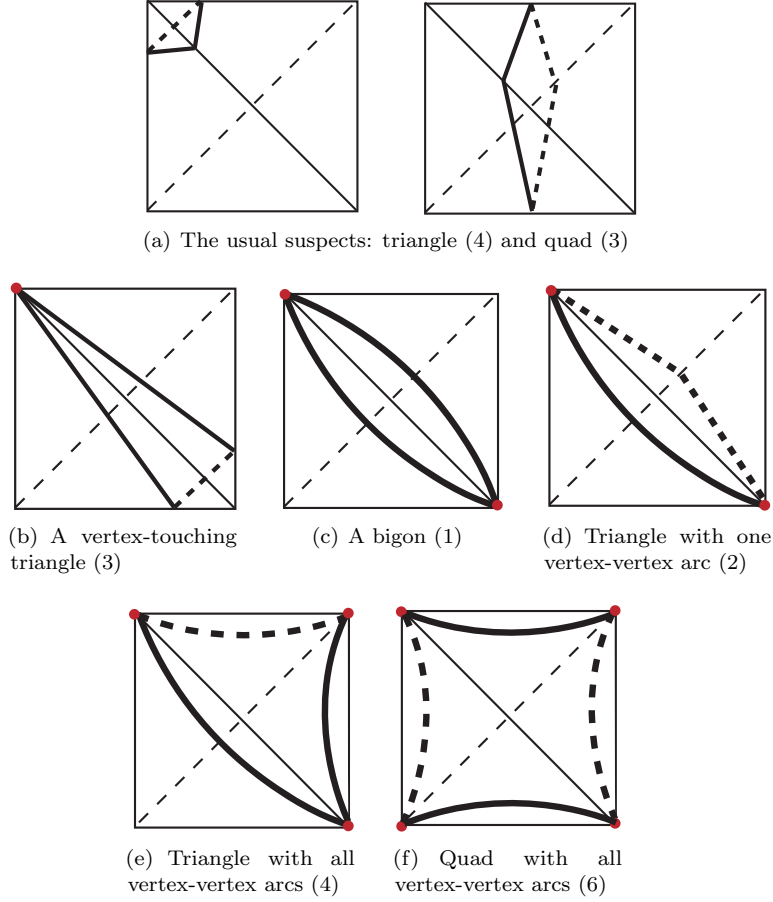 (a) The usual suspects: triangle (4) and quad (3)
(b) A vertex-touching
triangle (3)
(c) A bigon (1)
(d) Triangle with one
vertex-vertex arc (2)
(e) Triangle with all
vertex-vertex arcs (4)
(f) Quad with all
vertex-vertex arcs (6)